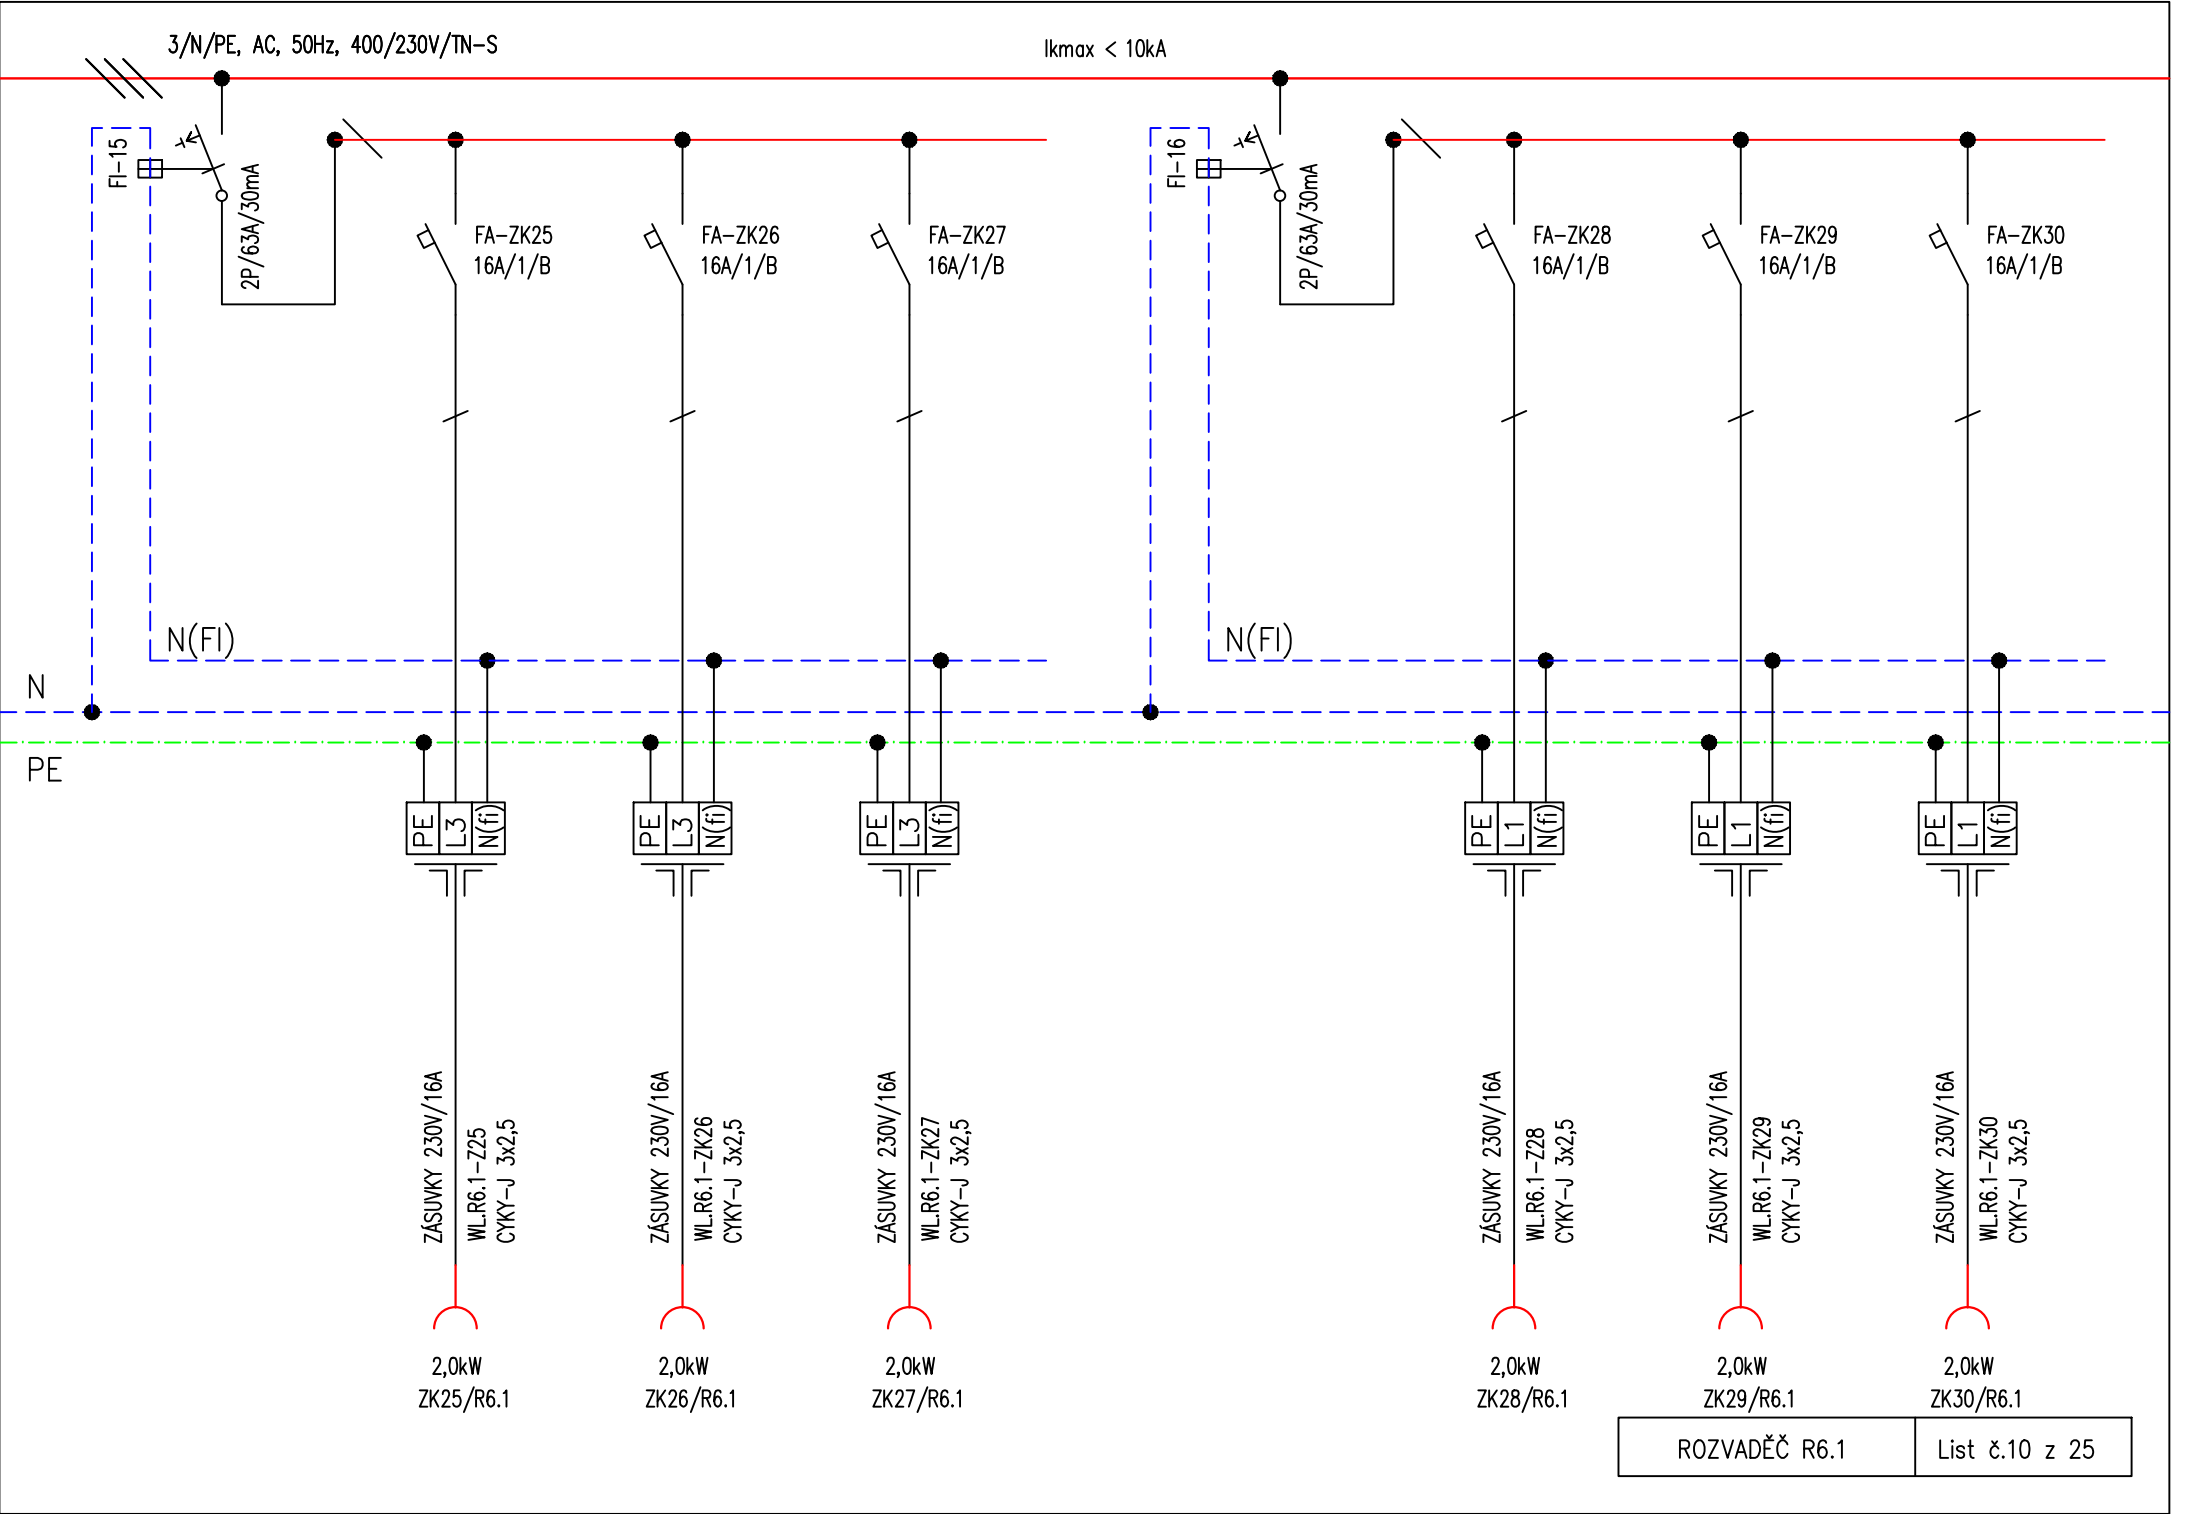 3/N/PE, AC, 50Hz, 400/230V/TN-S
Ikmax < 10kA
FI-15
2P/63A/30mA
FA-ZK25
16A/1/B
FA-ZK26
16A/1/B
FA-ZK27
16A/1/B
FI-16
2P/63A/30mA
FA-ZK28
16A/1/B
FA-ZK29
16A/1/B
FA-ZK30
16A/1/B
N(FI)
N(FI)
N
PE
PE L3 N(fi)
PE L3 N(fi)
PE L3 N(fi)
PE L1 N(fi)
PE L1 N(fi)
PE L1 N(fi)
ZÁSUVKY 230V/16A
WL.R6.1-Z25
CYKY-J 3x2,5
ZÁSUVKY 230V/16A
WL.R6.1-ZK26
CYKY-J 3x2,5
ZÁSUVKY 230V/16A
WL.R6.1-ZK27
CYKY-J 3x2,5
ZÁSUVKY 230V/16A
WL.R6.1-Z28
CYKY-J 3x2,5
ZÁSUVKY 230V/16A
WL.R6.1-ZK29
CYKY-J 3x2,5
ZÁSUVKY 230V/16A
WL.R6.1-ZK30
CYKY-J 3x2,5
2,0kW
ZK25/R6.1
2,0kW
ZK26/R6.1
2,0kW
ZK27/R6.1
2,0kW
ZK28/R6.1
2,0kW
ZK29/R6.1
2,0kW
ZK30/R6.1
ROZVADĚČ R6.1
List č.10 z 25